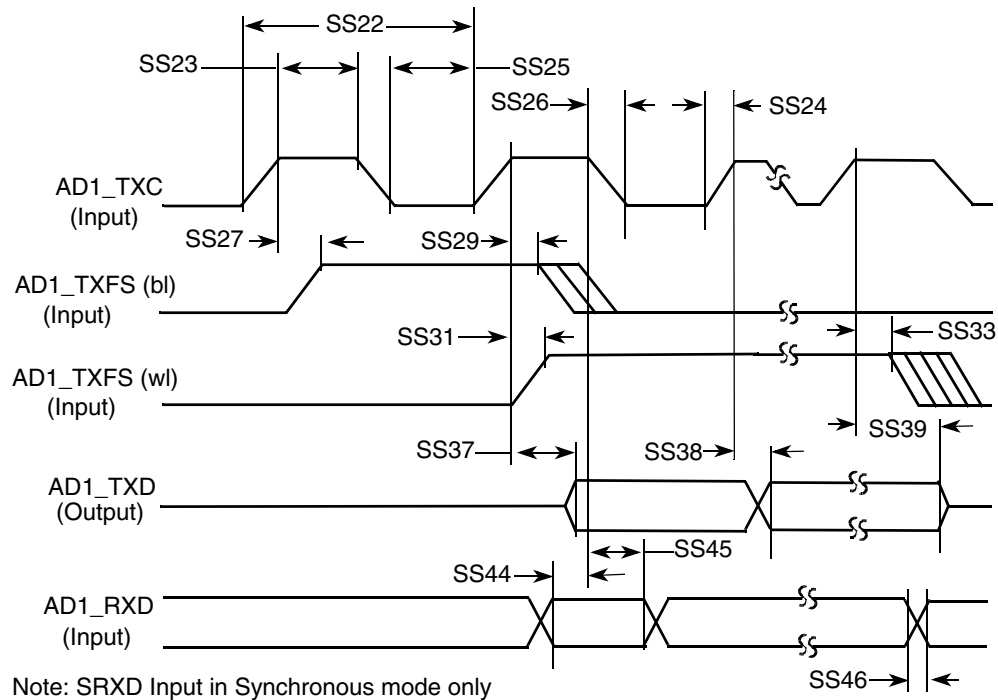 SS22
SS23
SS25
SS26
SS24
AD1_TXC
(Input)
SS27
SS29
AD1_TXFS (bl)
(Input)
SS31
SS33
AD1_TXFS (wl)
(Input)
SS39
SS37
SS38
AD1_TXD
(Output)
SS45
SS44
AD1_RXD
(Input)
SS46
Note: SRXD Input in Synchronous mode only